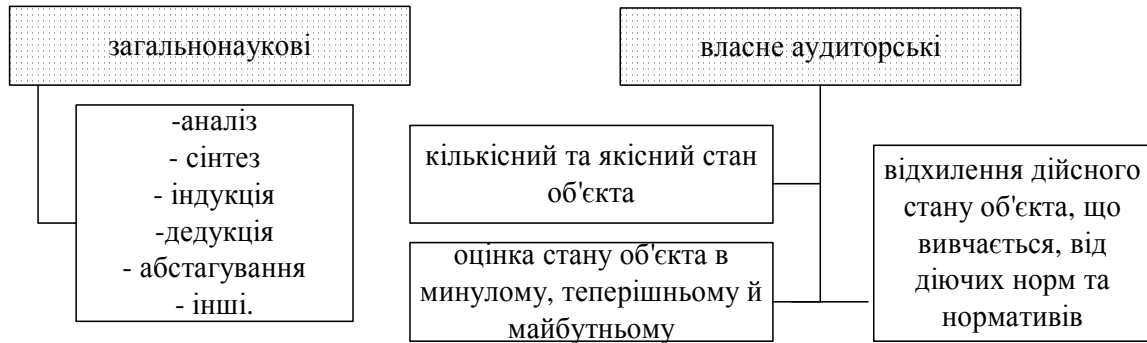 загальнонаукові
власне аудиторські
-аналіз
- сінтез
- індукція
-дедукція
- абстагування
- інші.
кількісний та якісний стан
об'єкта
оцінка стану об'єкта в
минулому, теперішньому й
майбутньому
відхилення дійсного
стану об'єкта, що
вивчається, від
діючих норм та
нормативів